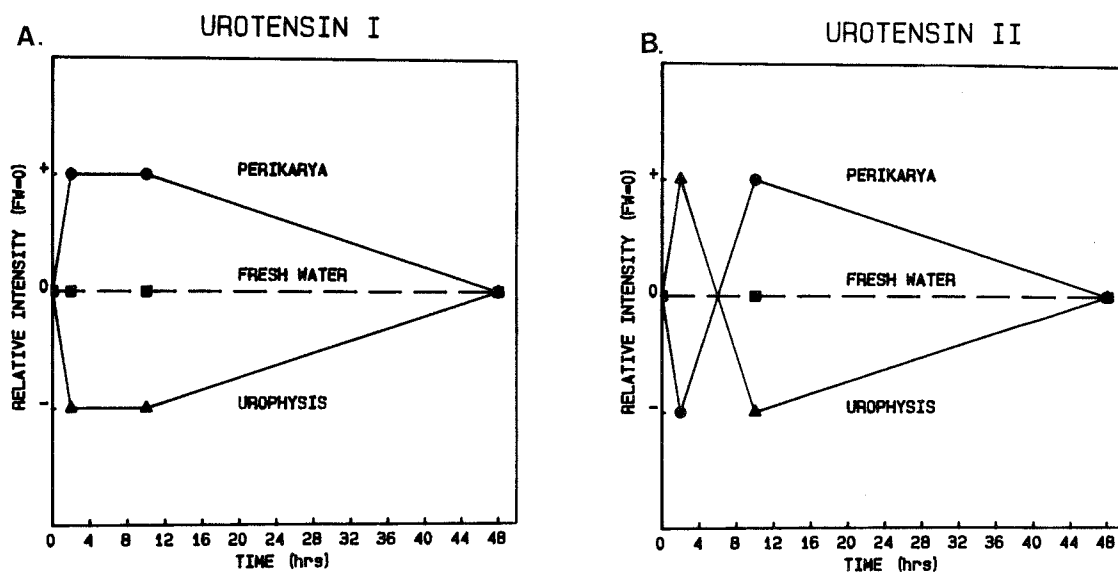 A.
UROTENSIN I
RELATIVE INTENSITY (FW=0)
+
0
-
PERIKARYA
FRESH WATER
UROPHYSIS
0 4 8 12 16 20 24 28 32 36 40 44 48
TIME (hrs)
B.
UROTENSIN II
RELATIVE INTENSITY (FW=0)
+
0
-
PERIKARYA
FRESH WATER
UROPHYSIS
0 4 8 12 16 20 24 28 32 36 40 44 48
TIME (hrs)